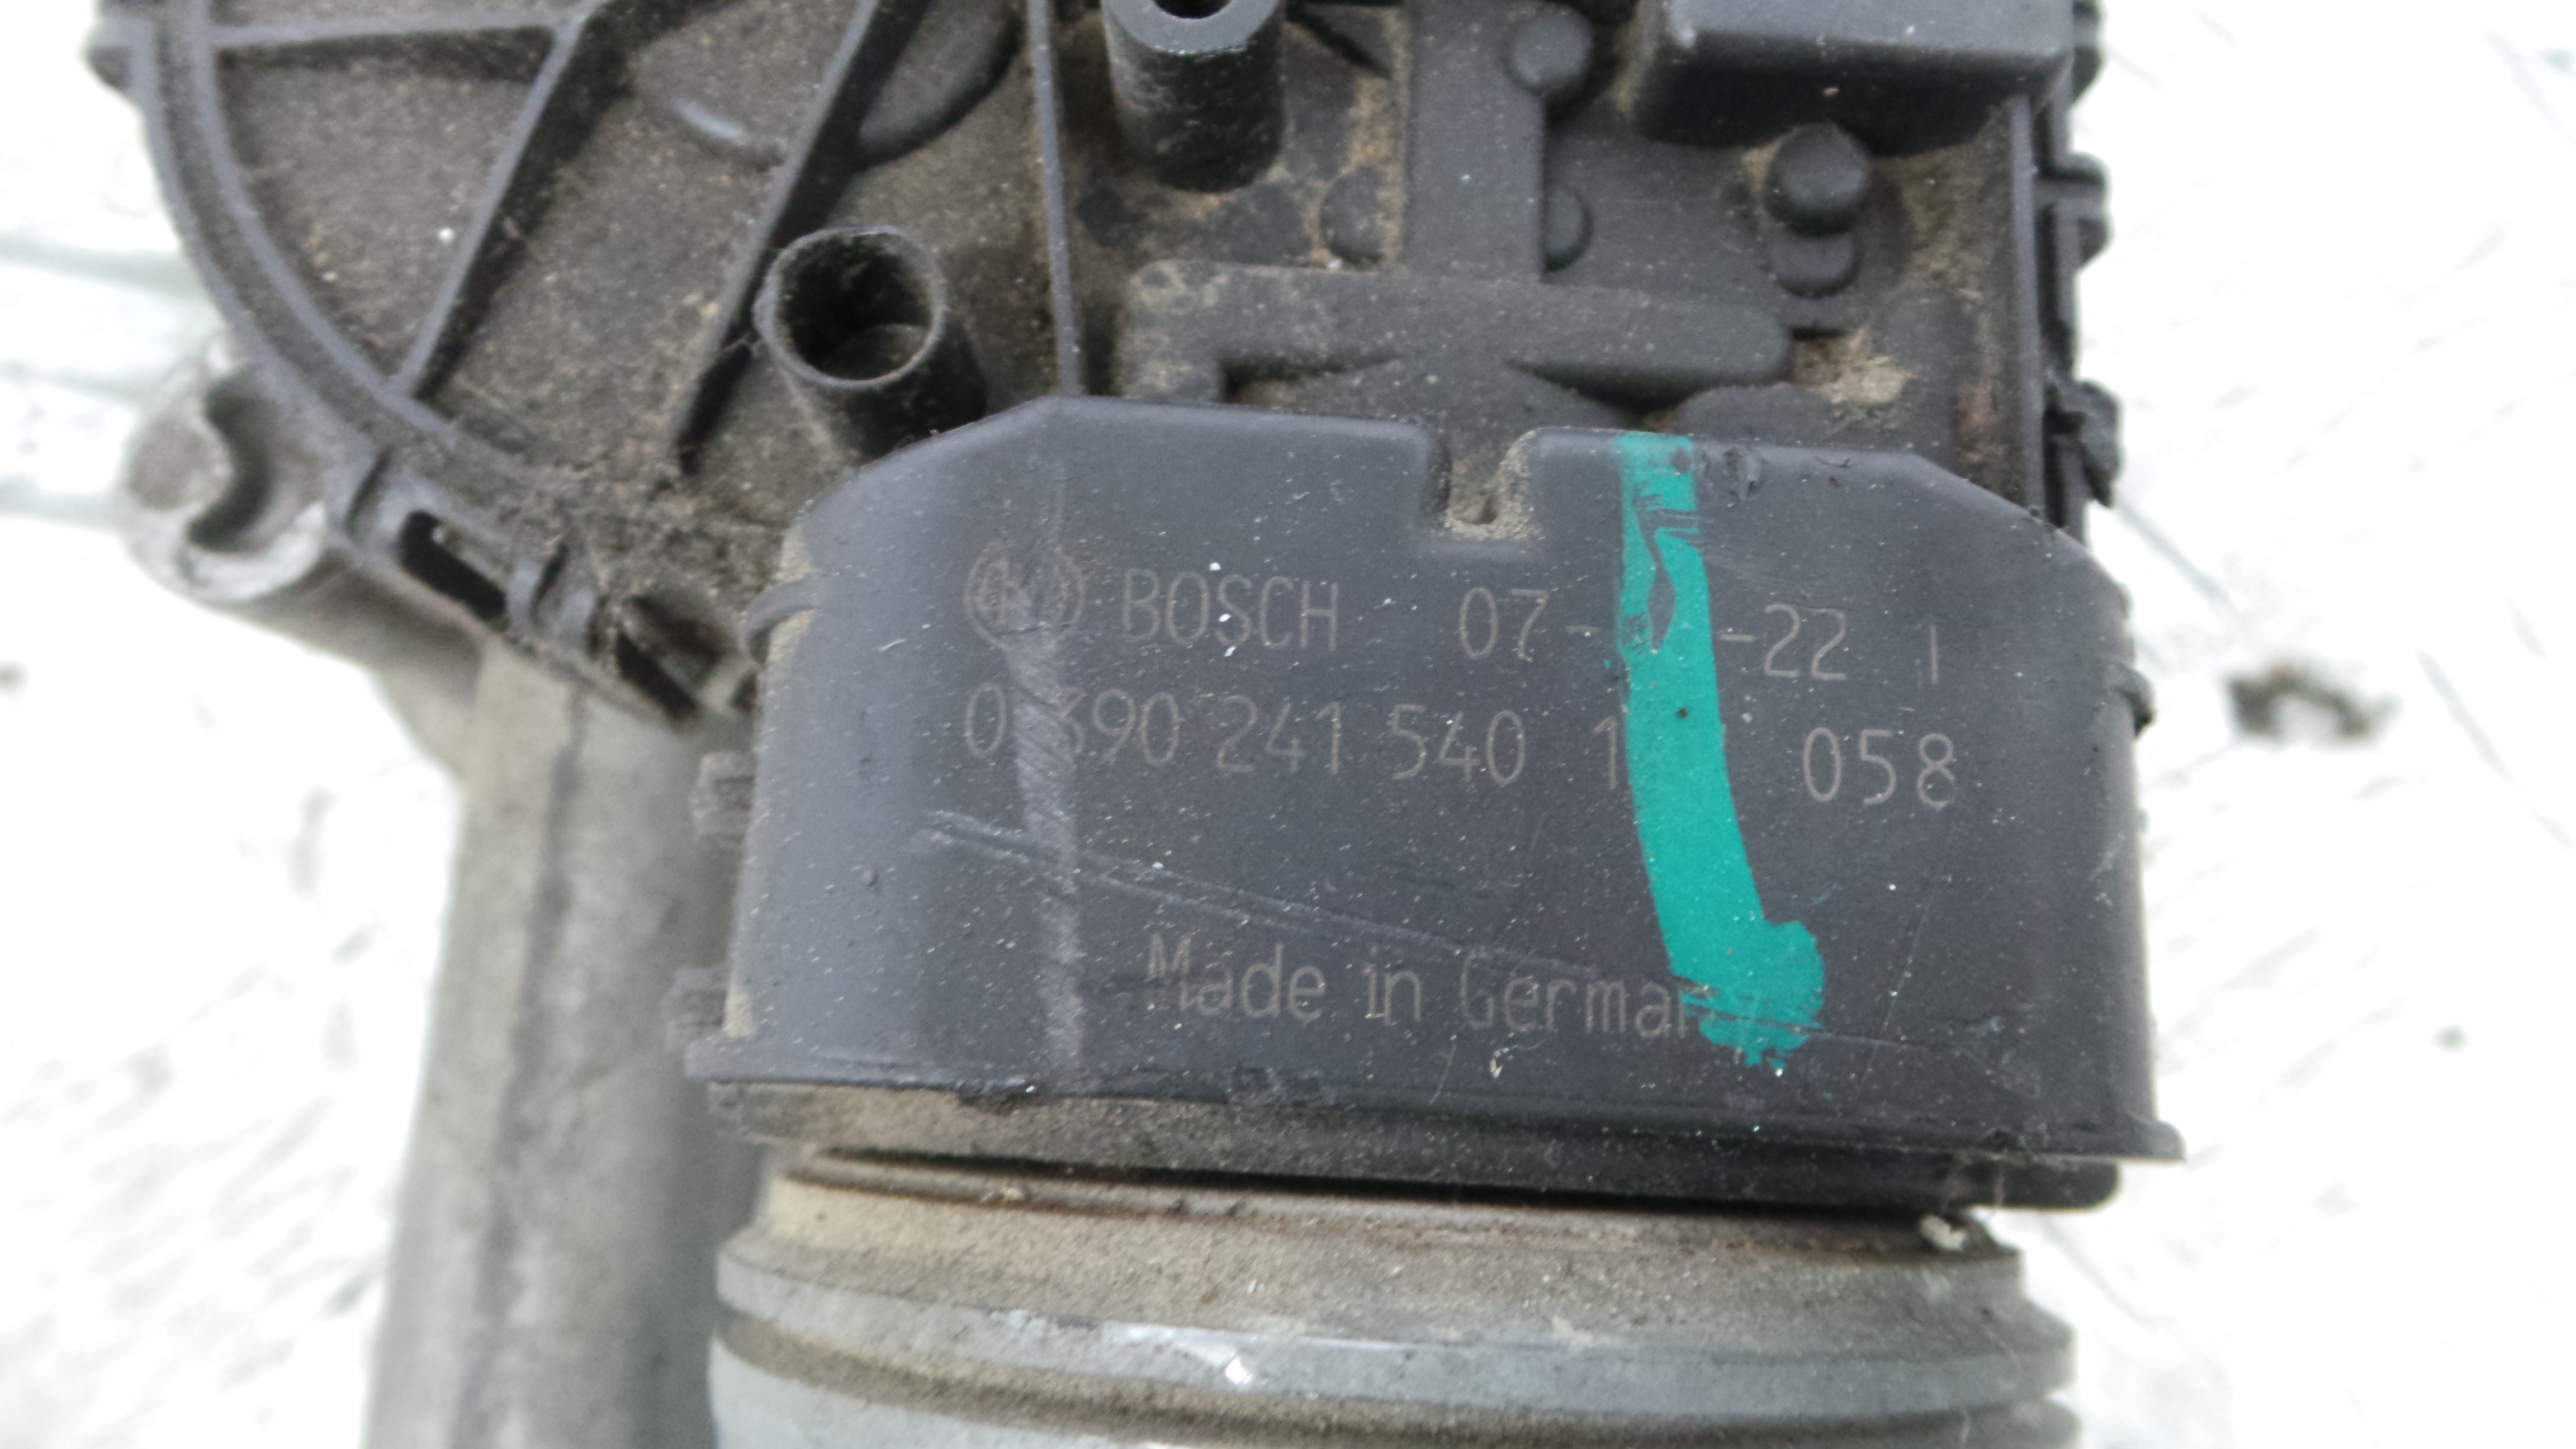 BOSCH 07- -22 1
0 390 241 540 1 058
Made in German